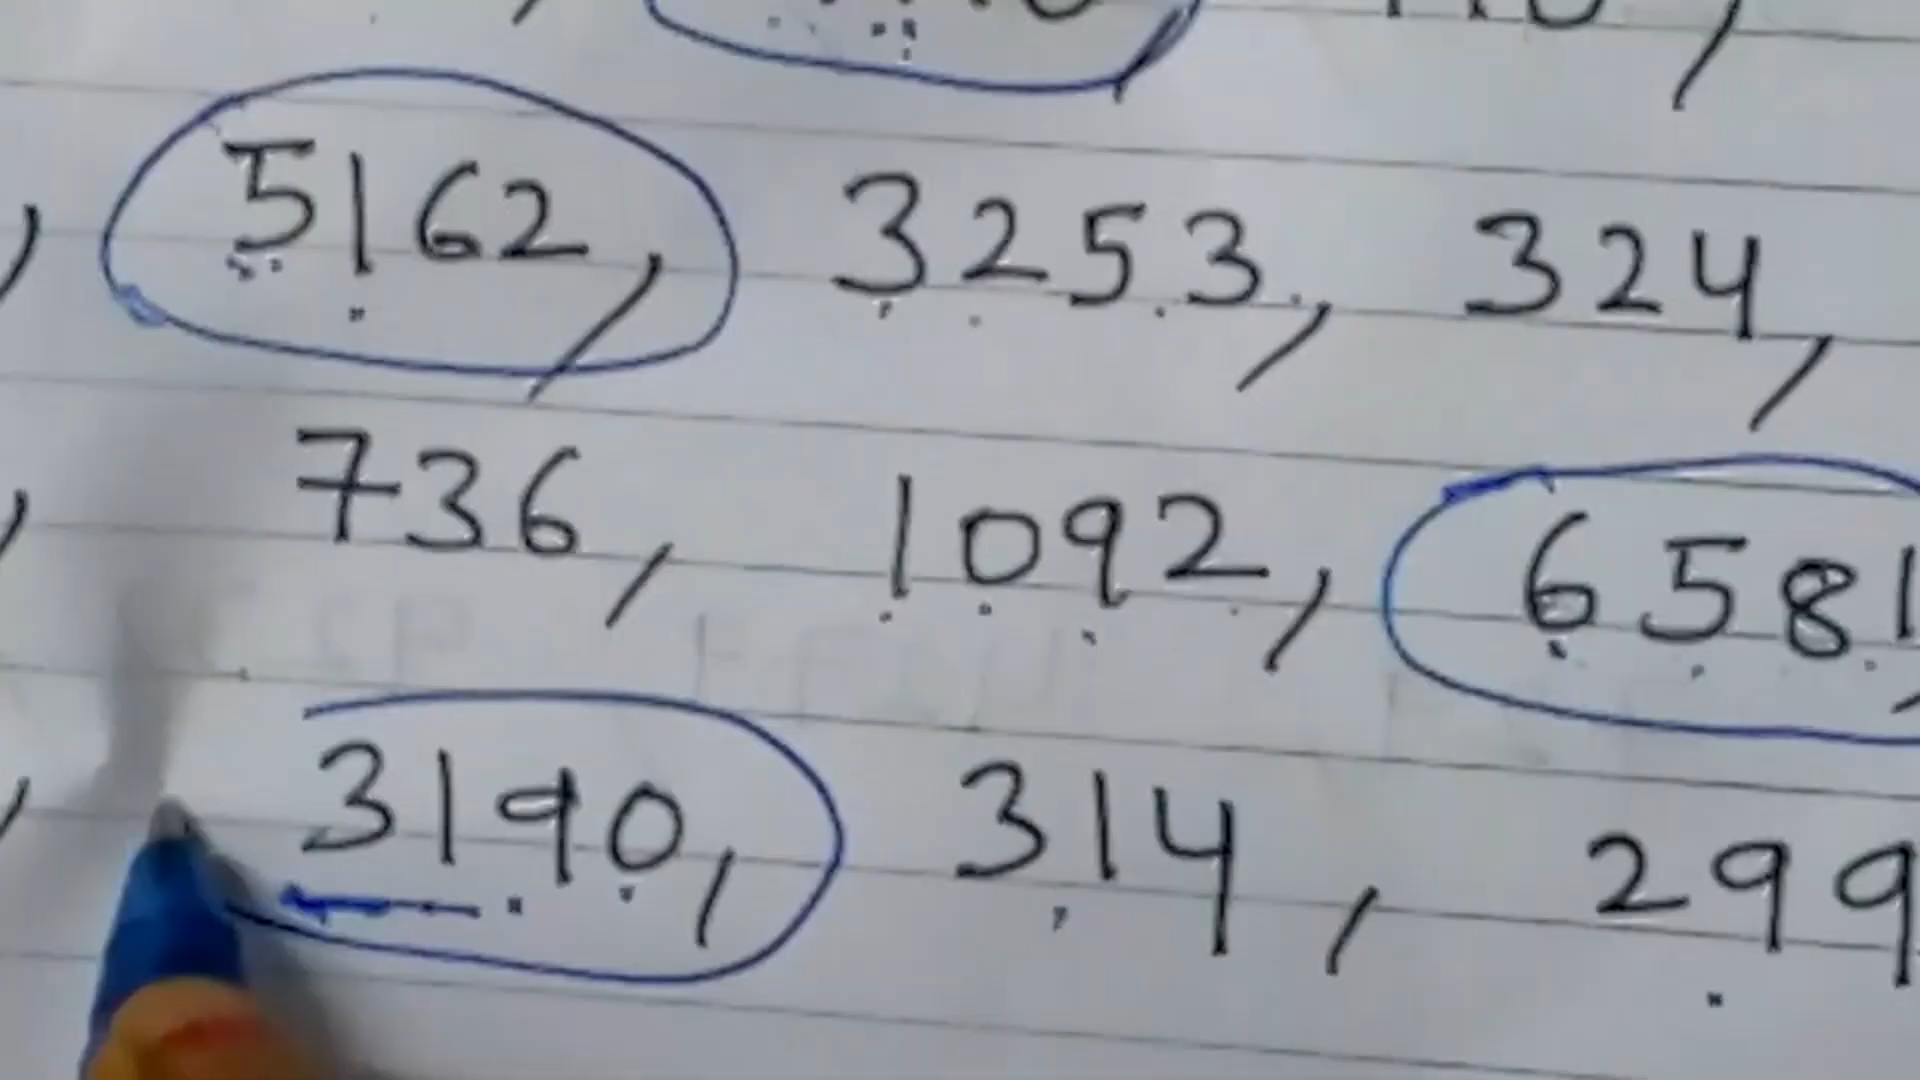 , 5162, 3253, 324,
, 736, 1092, 6581,
, 3190, 314, 299